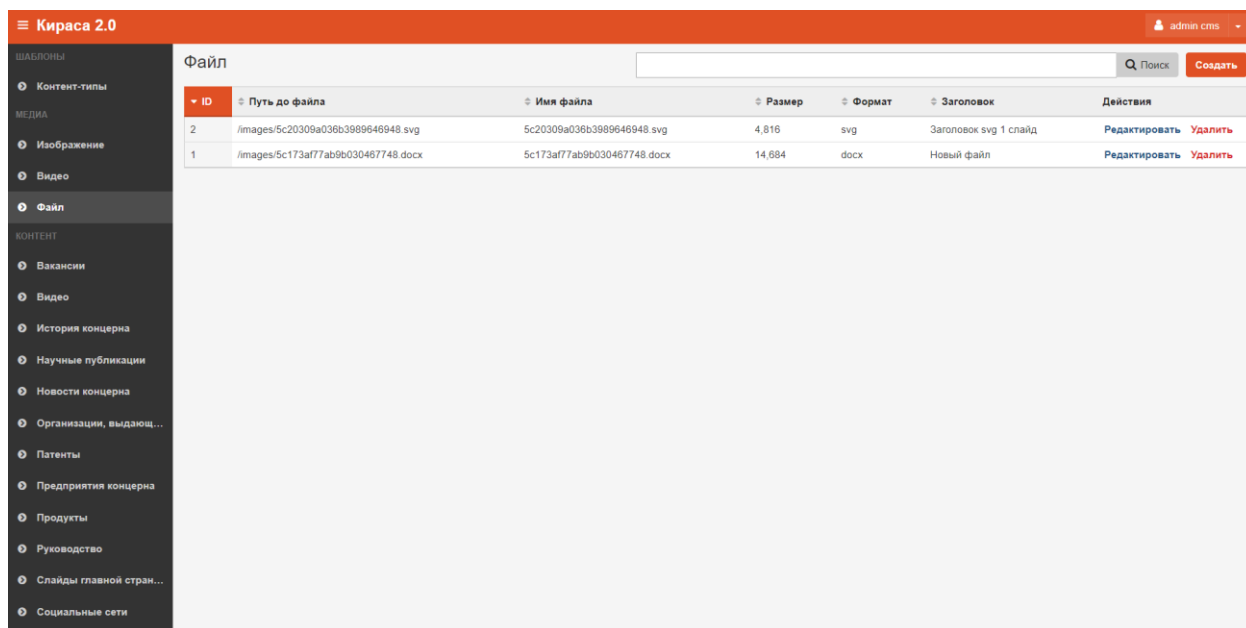 Кираса 2.0
admin cms
ШАБЛОНЫ
Контент-типы
МЕДИА
Изображение
Видео
Файл
КОНТЕНТ
Вакансии
Видео
История концерна
Научные публикации
Новости концерна
Организации, выдающ...
Патенты
Предприятия концерна
Продукты
Руководство
Слайды главной стран...
Социальные сети
Файл
Поиск
Создать
ID Путь до файла Имя файла Размер Формат Заголовок Действия
2 /images/5c20309a036b3989646948.svg 5c20309a036b3989646948.svg 4,816 svg Заголовок svg 1 слайд Редактировать Удалить
1 /images/5c173af77ab9b030467748.docx 5c173af77ab9b030467748.docx 14,684 docx Новый файл Редактировать Удалить